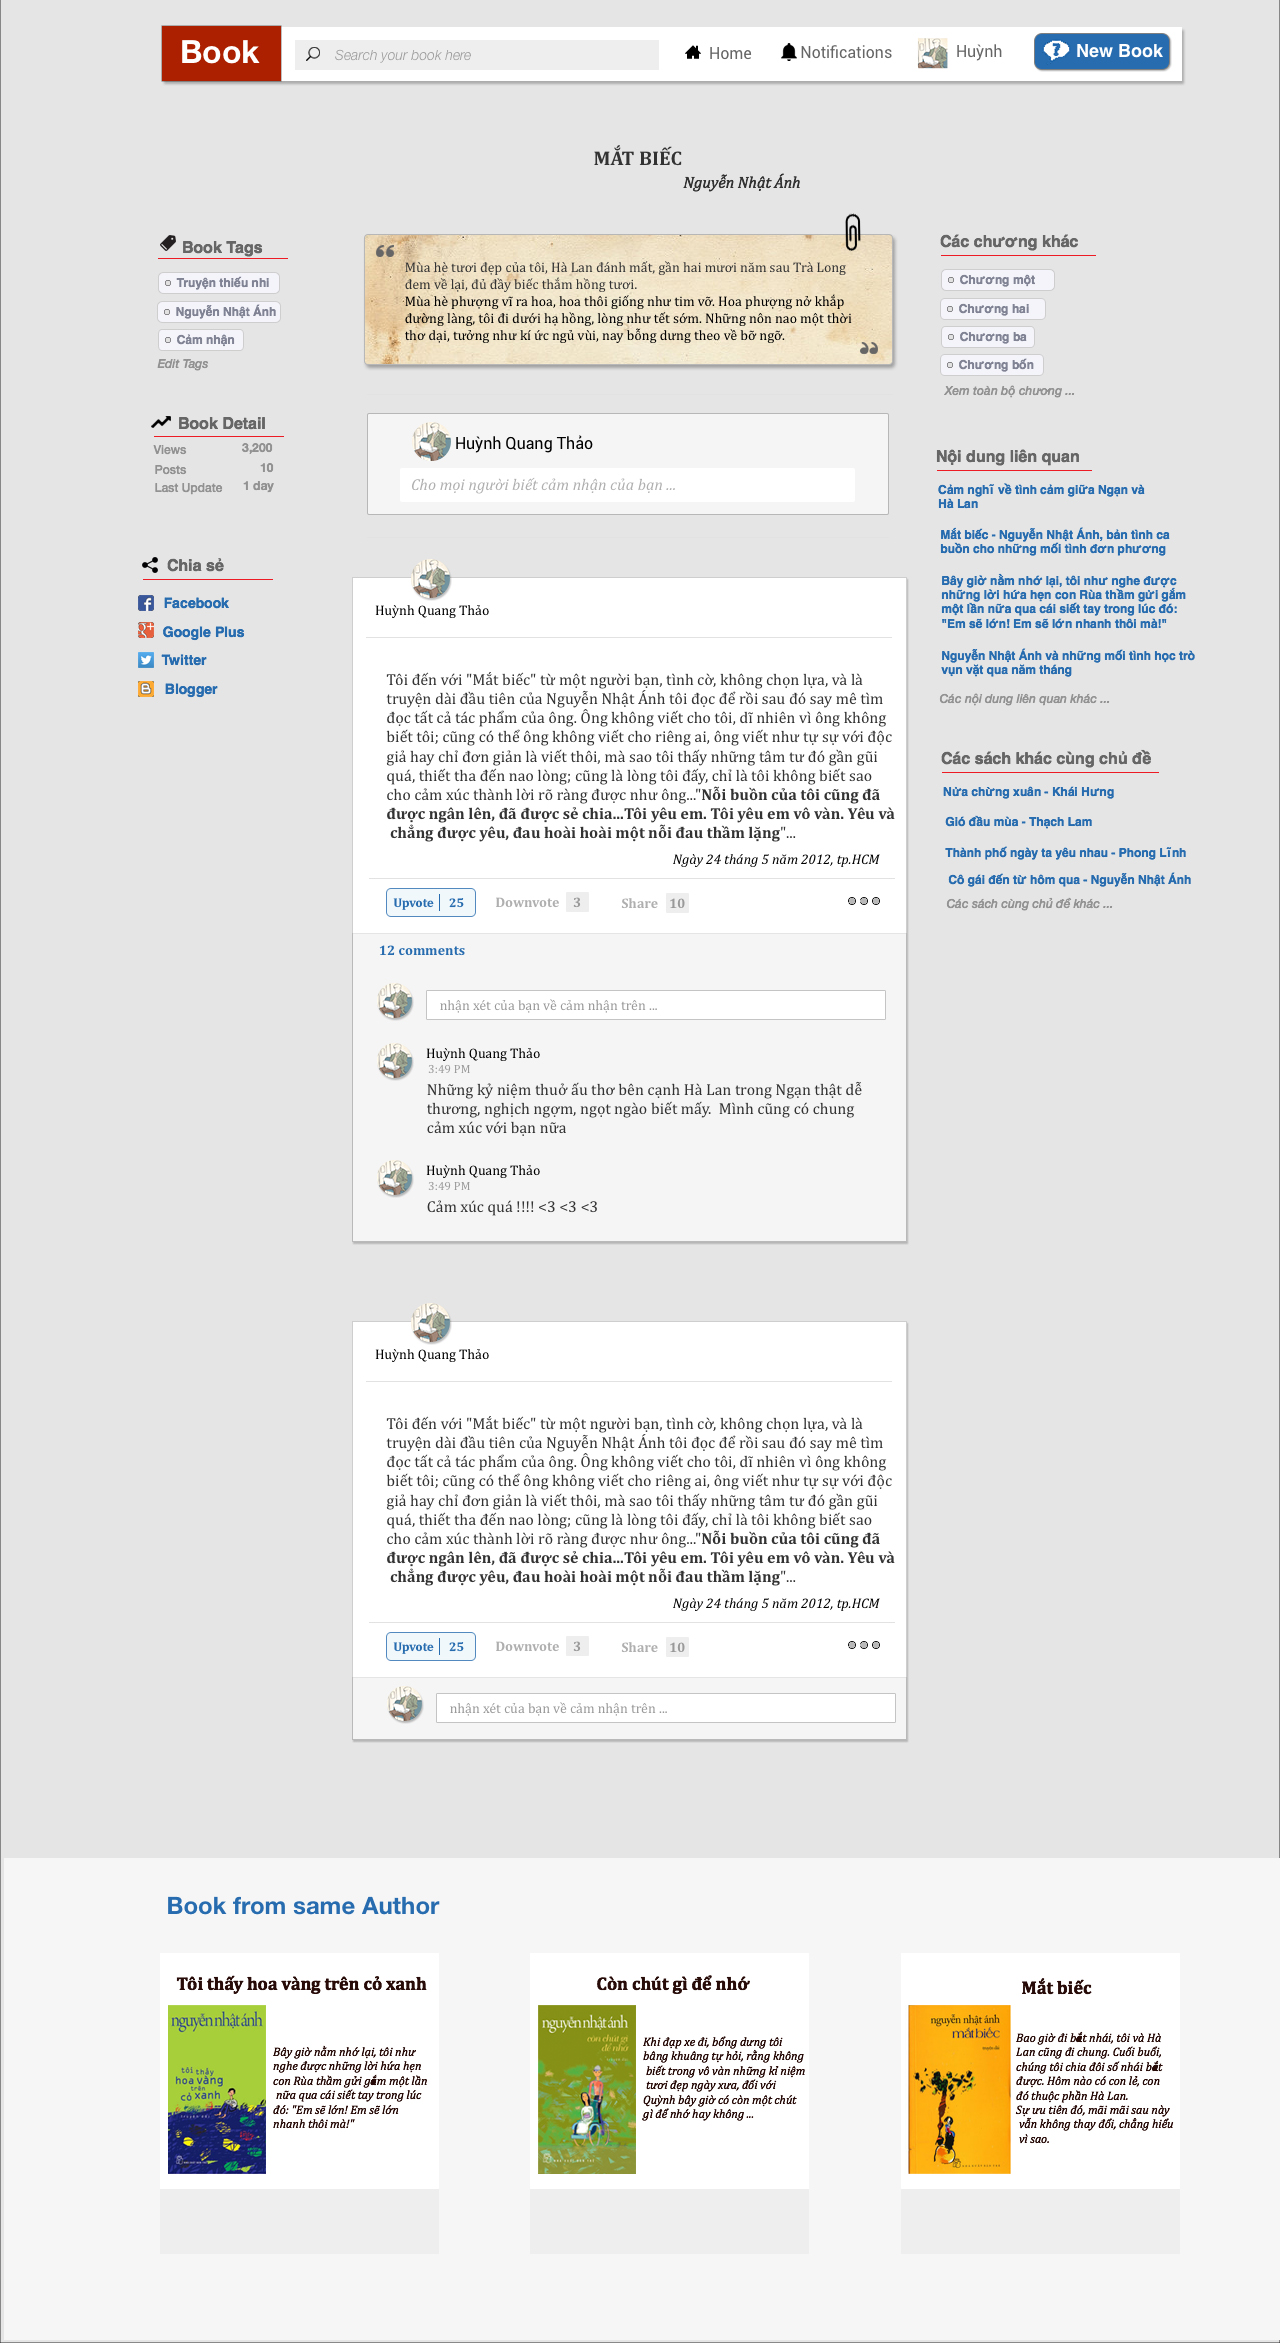 Book
Search your book here
Home
Notifications
Huỳnh
New Book
MẮT BIẾC
Nguyễn Nhật Ánh
Book Tags
Truyện thiếu nhi
Nguyễn Nhật Ánh
Cảm nhận
Edit Tags
Book Detail
Views 3,200
Posts 10
Last Update 1 day
Chia sẻ
Facebook
Google Plus
Twitter
Blogger
Mùa hè tươi đẹp của tôi, Hà Lan đánh mất, gần hai mươi năm sau Trà Long
đem về lại, đủ đầy biếc thắm hồng tươi.
Mùa hè phượng vĩ ra hoa, hoa thôi giống như tim vỡ. Hoa phượng nở khắp
đường làng, tôi đi dưới hạ hồng, lòng như tết sớm. Những nôn nao một thời
thơ dại, tưởng như kí ức ngủ vùi, nay bỗng dưng theo về bỡ ngỡ.
Huỳnh Quang Thảo
Cho mọi người biết cảm nhận của bạn ...
Huỳnh Quang Thảo
Tôi đến với "Mắt biếc" từ một người bạn, tình cờ, không chọn lựa, và là
truyện dài đầu tiên của Nguyễn Nhật Ánh tôi đọc để rồi sau đó say mê tìm
đọc tất cả tác phẩm của ông. Ông không viết cho tôi, dĩ nhiên vì ông không
biết tôi; cũng có thể ông không viết cho riêng ai, ông viết như tự sự với độc
giả hay chỉ đơn giản là viết thôi, mà sao tôi thấy những tâm tư đó gần gũi
quá, thiết tha đến nao lòng; cũng là lòng tôi đấy, chỉ là tôi không biết sao
cho cảm xúc thành lời rõ ràng được như ông..."Nỗi buồn của tôi cũng đã
được ngân lên, đã được sẻ chia...Tôi yêu em. Tôi yêu em vô vàn. Yêu và
chẳng được yêu, đau hoài hoài một nỗi đau thầm lặng"...
Ngày 24 tháng 5 năm 2012, tp.HCM
Upvote 25
Downvote 3
Share 10
12 comments
nhận xét của bạn về cảm nhận trên ...
Huỳnh Quang Thảo
3:49 PM
Những kỷ niệm thuở ấu thơ bên cạnh Hà Lan trong Ngạn thật dễ
thương, nghịch ngợm, ngọt ngào biết mấy.  Mình cũng có chung
cảm xúc với bạn nữa
Huỳnh Quang Thảo
3:49 PM
Cảm xúc quá !!!! <3 <3 <3
Huỳnh Quang Thảo
Tôi đến với "Mắt biếc" từ một người bạn, tình cờ, không chọn lựa, và là
truyện dài đầu tiên của Nguyễn Nhật Ánh tôi đọc để rồi sau đó say mê tìm
đọc tất cả tác phẩm của ông. Ông không viết cho tôi, dĩ nhiên vì ông không
biết tôi; cũng có thể ông không viết cho riêng ai, ông viết như tự sự với độc
giả hay chỉ đơn giản là viết thôi, mà sao tôi thấy những tâm tư đó gần gũi
quá, thiết tha đến nao lòng; cũng là lòng tôi đấy, chỉ là tôi không biết sao
cho cảm xúc thành lời rõ ràng được như ông..."Nỗi buồn của tôi cũng đã
được ngân lên, đã được sẻ chia...Tôi yêu em. Tôi yêu em vô vàn. Yêu và
chẳng được yêu, đau hoài hoài một nỗi đau thầm lặng"...
Ngày 24 tháng 5 năm 2012, tp.HCM
Upvote 25
Downvote 3
Share 10
nhận xét của bạn về cảm nhận trên ...
Các chương khác
Chương một
Chương hai
Chương ba
Chương bốn
Xem toàn bộ chương ...
Nội dung liên quan
Cảm nghĩ về tình cảm giữa Ngạn và
Hà Lan
Mắt biếc - Nguyễn Nhật Ánh, bản tình ca
buồn cho những mối tình đơn phương
Bây giờ nằm nhớ lại, tôi như nghe được
những lời hứa hẹn con Rùa thầm gửi gắm
một lần nữa qua cái siết tay trong lúc đó:
"Em sẽ lớn! Em sẽ lớn nhanh thôi mà!"
Nguyễn Nhật Ánh và những mối tình học trò
vụn vặt qua năm tháng
Các nội dung liên quan khác ...
Các sách khác cùng chủ đề
Nửa chừng xuân - Khái Hưng
Gió đầu mùa - Thạch Lam
Thành phố ngày ta yêu nhau - Phong Lĩnh
Cô gái đến từ hôm qua - Nguyễn Nhật Ánh
Các sách cùng chủ để khác ...
Book from same Author
Tôi thấy hoa vàng trên cỏ xanh
nguyễn nhật ánh
tôi thấy
hoa vàng
trên
cỏ xanh
Bây giờ nằm nhớ lại, tôi như
nghe được những lời hứa hẹn
con Rùa thầm gửi gắm một lần
nữa qua cái siết tay trong lúc
đó: "Em sẽ lớn! Em sẽ lớn
nhanh thôi mà!"
Còn chút gì để nhớ
nguyễn nhật ánh
còn chút gì
để nhớ
Khi đạp xe đi, bổng dưng tôi
bâng khuâng tự hỏi, rằng không
biết trong vô vàn những kỉ niệm
tươi đẹp ngày xưa, đối với
Quỳnh bây giờ có còn một chút
gì để nhớ hay không ...
Mắt biếc
nguyễn nhật ánh
mắt biếc
Bao giờ đi bắt nhái, tôi và Hà
Lan cũng đi chung. Cuối buổi,
chúng tôi chia đôi số nhái bắt
được. Hôm nào có con lẻ, con
đó thuộc phần Hà Lan.
Sự ưu tiên đó, mãi mãi sau này
vẫn không thay đổi, chẳng hiểu
vì sao.